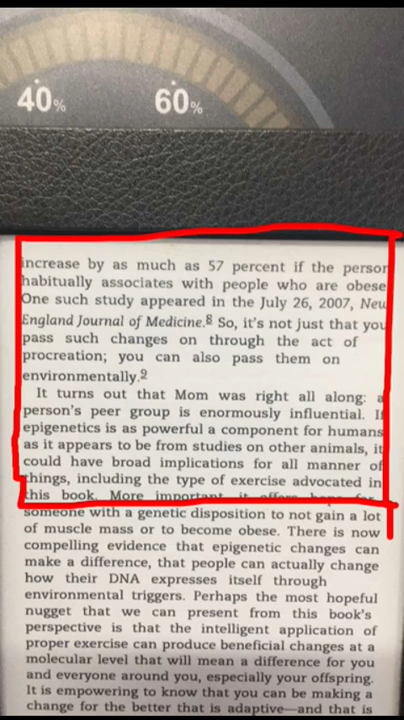 40%
60%
increase by as much as 57 percent if the person
habitually associates with people who are obese
One such study appeared in the July 26, 2007, New
England Journal of Medicine.8 So, it's not just that you
pass such changes on through the act of
procreation; you can also pass them on
environmentally.9
It turns out that Mom was right all along: a
person's peer group is enormously influential. If
epigenetics is as powerful a component for humans
as it appears to be from studies on other animals, it
could have broad implications for all manner of
things, including the type of exercise advocated in
this book. More important, it offers hope for
someone with a genetic disposition to not gain a lot
of muscle mass or to become obese. There is now
compelling evidence that epigenetic changes can
make a difference, that people can actually change
how their DNA expresses itself through
environmental triggers. Perhaps the most hopeful
nugget that we can present from this book's
perspective is that the intelligent application of
proper exercise can produce beneficial changes at a
molecular level that will mean a difference for you
and everyone around you, especially your offspring.
It is empowering to know that you can be making a
change for the better that is adaptive—and that is